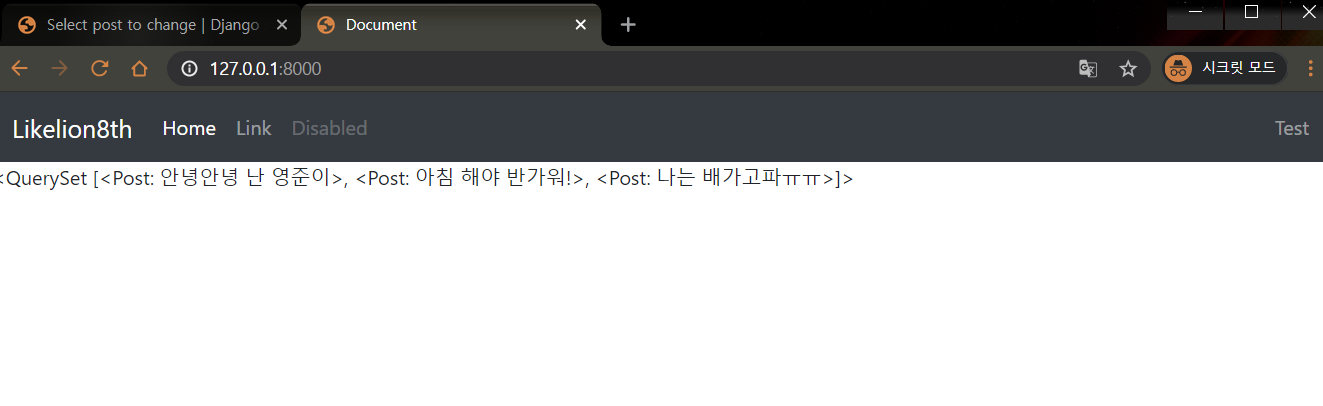 Select post to change | Django
Document
127.0.0.1:8000
시크릿 모드
Likelion8th Home Link Disabled Test
<QuerySet [<Post: 안녕안녕 난 영준이>, <Post: 아침 해야 반가워!>, <Post: 나는 배가고파ㅠㅠ>]>